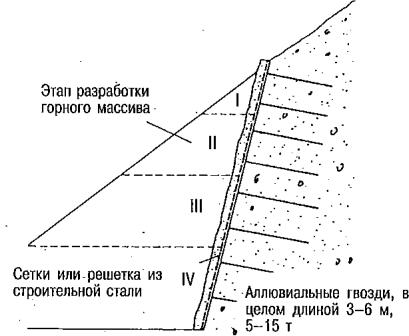 Этап разработки
горного массива
I
II
III
IV
Сетки или решетка из
строительной стали
Аллювиальные гвозди, в
целом длиной 3–6 м,
5–15 т